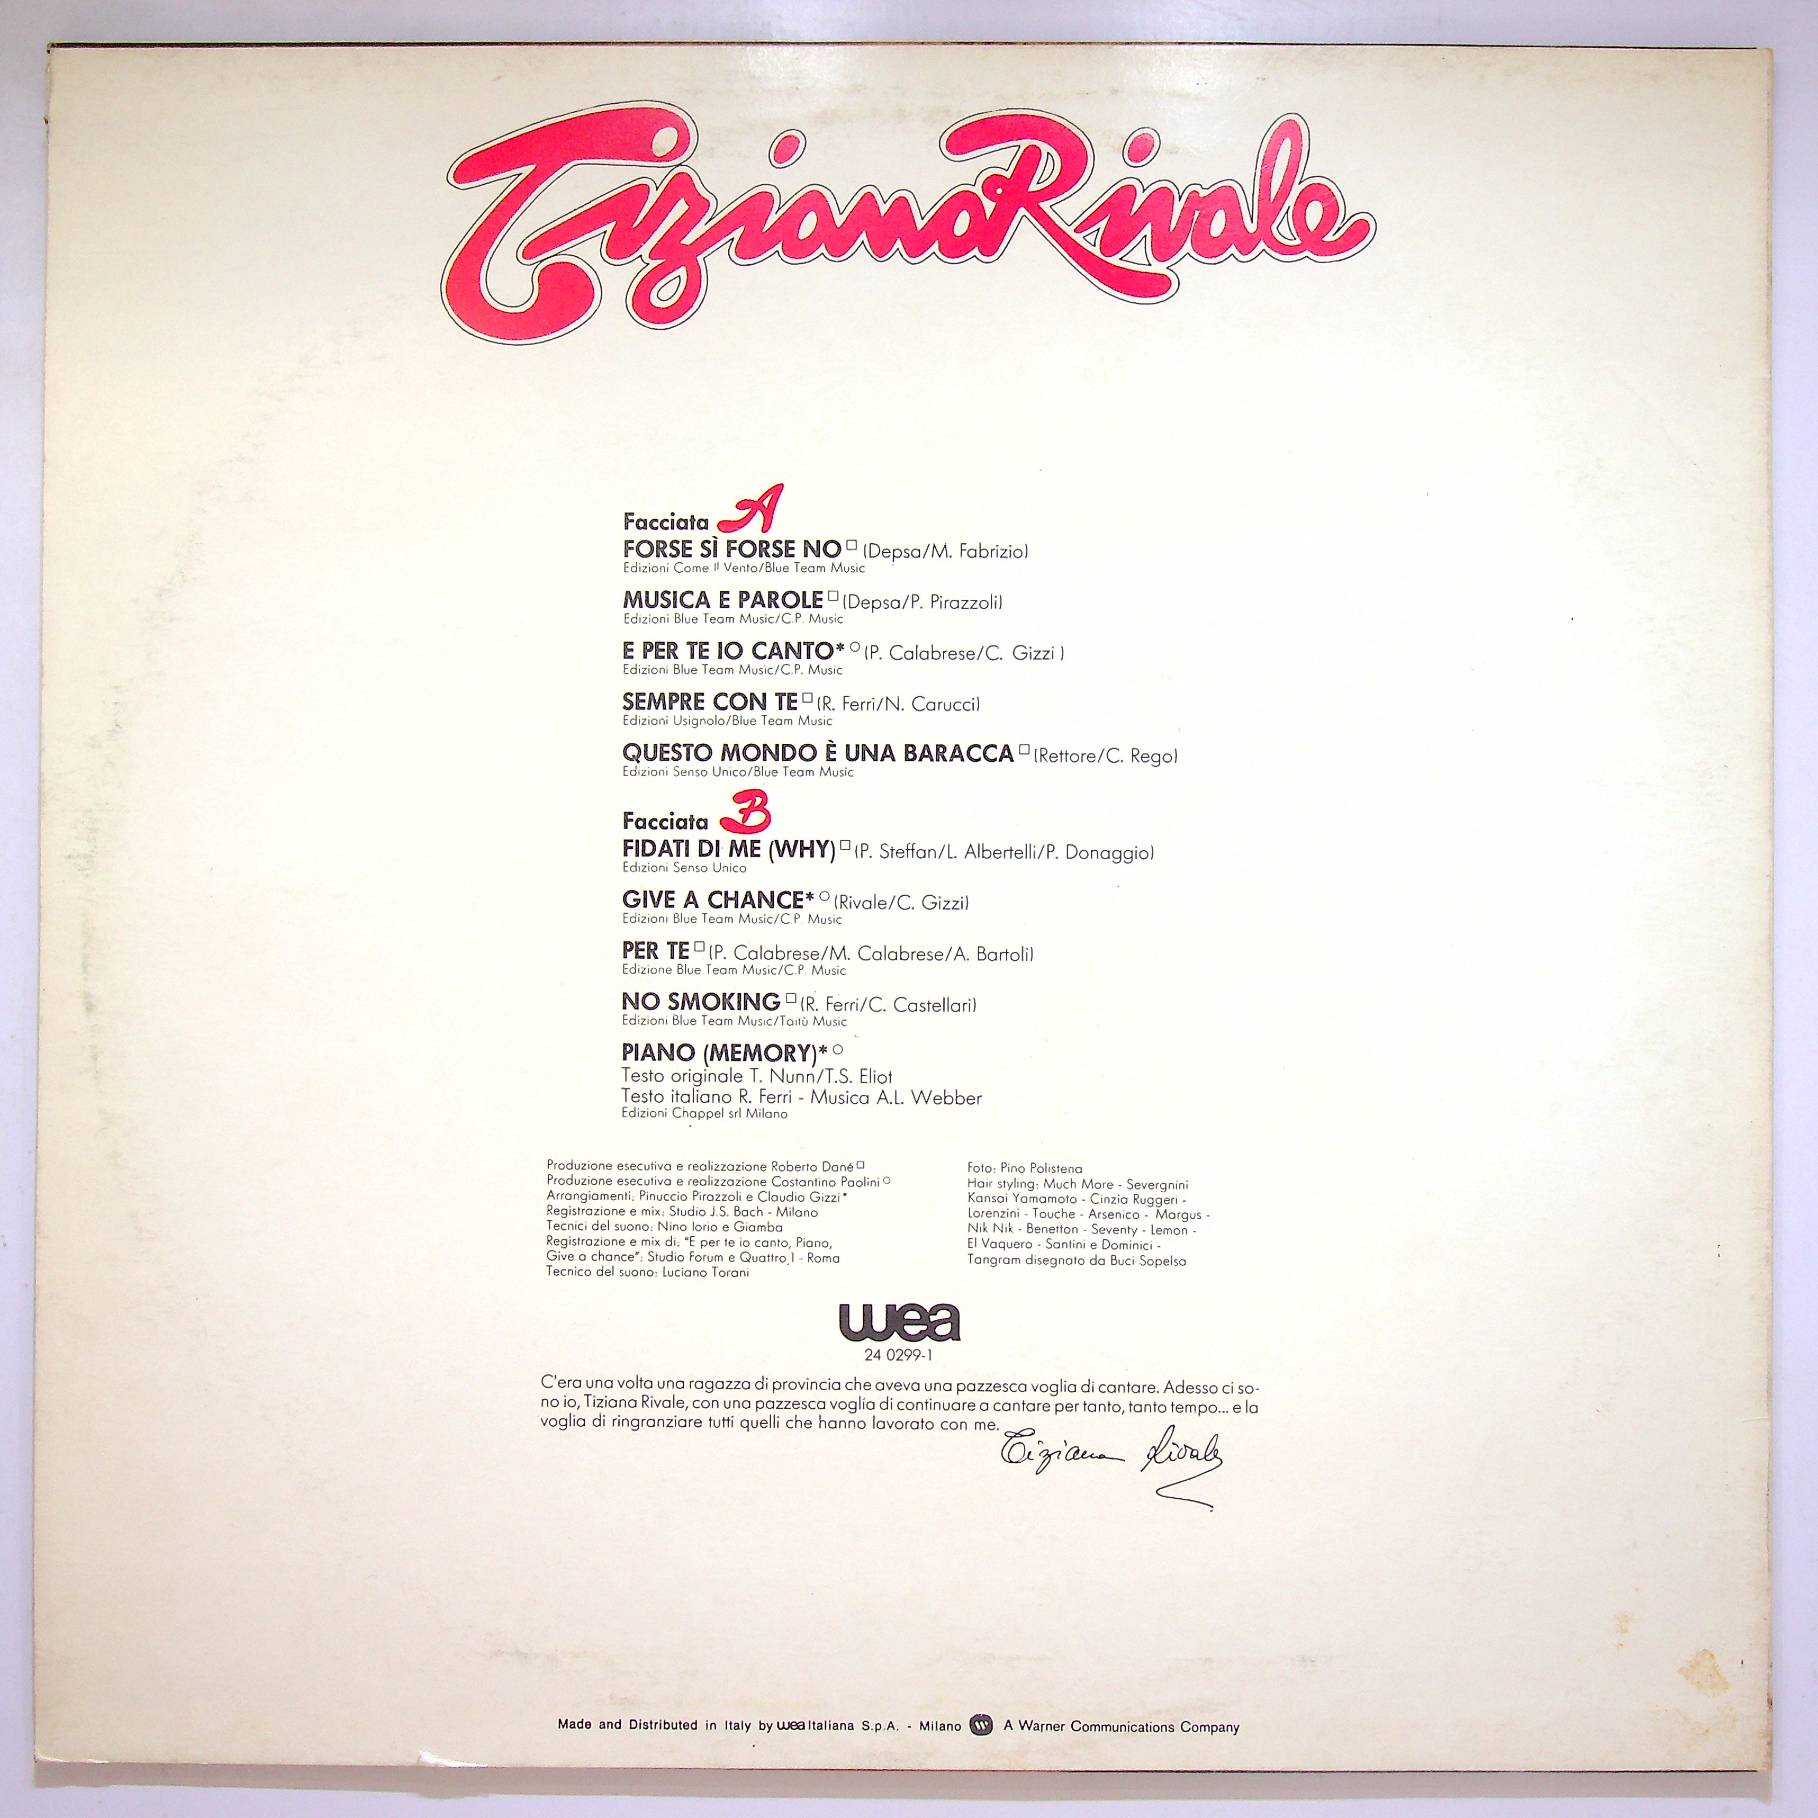 Tiziana Rivale
Facciata A
FORSE SÌ FORSE NO□ (Depsa/M. Fabrizio)
Edizioni Come Il Vento/Blue Team Music
MUSICA E PAROLE□ (Depsa/P. Pirazzoli)
Edizioni Blue Team Music/C.P. Music
E PER TE IO CANTO*○ (P. Calabrese/C. Gizzi )
Edizioni Blue Team Music/C.P. Music
SEMPRE CON TE□ (R. Ferri/N. Carucci)
Edizioni Usignolo/Blue Team Music
QUESTO MONDO È UNA BARACCA□ (Rettore/C. Rego)
Edizioni Senso Unico/Blue Team Music
Facciata B
FIDATI DI ME (WHY)□ (P. Steffan/L. Albertelli/P. Donaggio)
Edizioni Senso Unico
GIVE A CHANCE*○ (Rivale/C. Gizzi)
Edizioni Blue Team Music/C.P. Music
PER TE□ (P. Calabrese/M. Calabrese/A. Bartoli)
Edizione Blue Team Music/C.P. Music
NO SMOKING□ (R. Ferri/C. Castellari)
Edizioni Blue Team Music/Taitù Music
PIANO (MEMORY)*○
Testo originale T. Nunn/T.S. Eliot
Testo italiano R. Ferri - Musica A.L. Webber
Edizioni Chappel srl Milano
Produzione esecutiva e realizzazione Roberto Dané□
Produzione esecutiva e realizzazione Costantino Paolini○
Arrangiamenti: Pinuccio Pirazzoli e Claudio Gizzi*
Registrazione e mix: Studio J.S. Bach - Milano
Tecnici del suono: Nino Iorio e Giamba
Registrazione e mix di: "E per te io canto, Piano,
Give a chance": Studio Forum e Quattro 1 - Roma
Tecnico del suono: Luciano Torani
Foto: Pino Polistena
Hair styling: Much More - Severgnini
Kansai Yamamoto - Cinzia Ruggeri -
Lorenzini - Touche - Arsenico - Margus -
Nik Nik - Benetton - Seventy - Lemon -
El Vaquero - Santini e Dominici -
Tangram disegnato da Buci Sopelsa
wea
24 0299-1
C'era una volta una ragazza di provincia che aveva una pazzesca voglia di cantare. Adesso ci so-
no io, Tiziana Rivale, con una pazzesca voglia di continuare a cantare per tanto, tanto tempo... e la
voglia di ringranziare tutti quelli che hanno lavorato con me.
Tiziana Rivale
Made and Distributed in Italy by wea Italiana S.p.A. - Milano W A Warner Communications Company